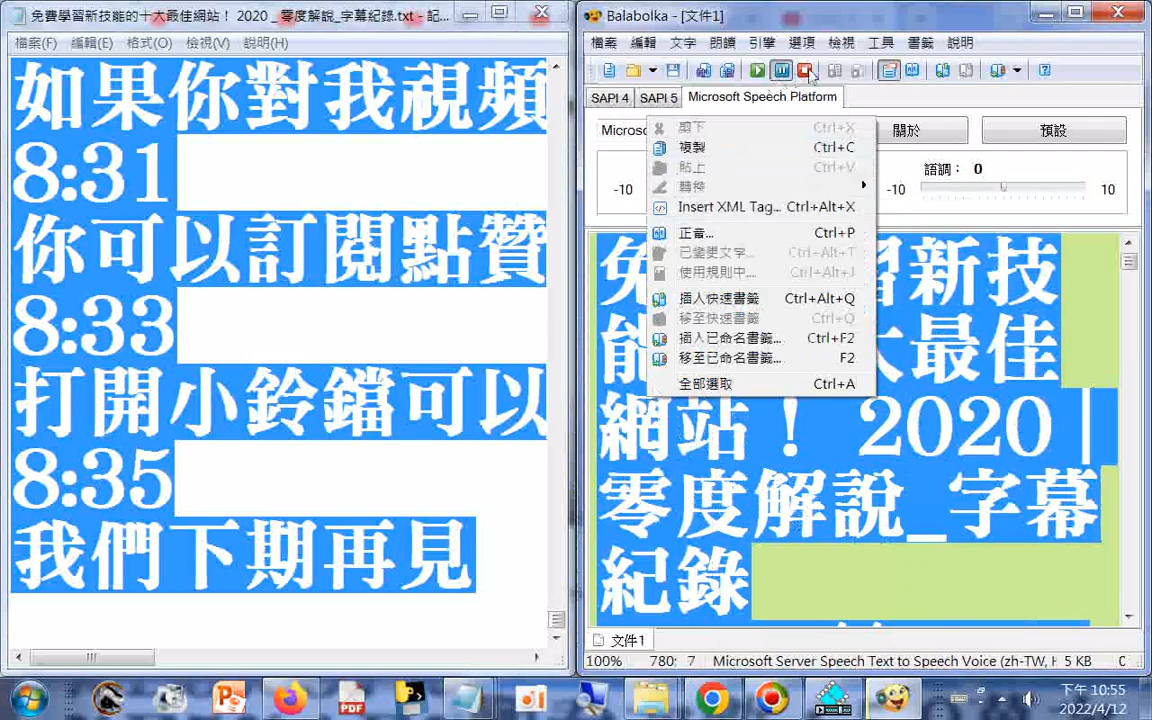 免費學習新技能的十大最佳網站！ 2020 _ 零度解說_字幕紀錄.txt - 記...
檔案(F) 編輯(E) 格式(O) 檢視(V) 說明(H)
如果你對我視頻
8:31
你可以訂閱點贊
8:33
打開小鈴鐺可以
8:35
我們下期再見
Balabolka - [文件1]
檔案 編輯 文字 朗讀 引擎 選項 檢視 工具 書籤 說明
SAPI 4 SAPI 5 Microsoft Speech Platform
關於 預設
-10
語調： 0
-10 10
剪下 Ctrl+X
複製 Ctrl+C
貼上 Ctrl+V
轉換
Insert XML Tag... Ctrl+Alt+X
正音... Ctrl+P
已變更文字... Ctrl+Alt+T
使用規則中... Ctrl+Alt+J
插入快速書籤 Ctrl+Alt+Q
移至快速書籤 Ctrl+Q
插入已命名書籤... Ctrl+F2
移至已命名書籤... F2
全部選取 Ctrl+A
免 習新技
能 大最佳
網站！ 2020 |
零度解說_字幕
紀錄
文件1
100% 780: 7 Microsoft Server Speech Text to Speech Voice (zh-TW, H 5 KB C
PDF
下午 10:55
2022/4/12